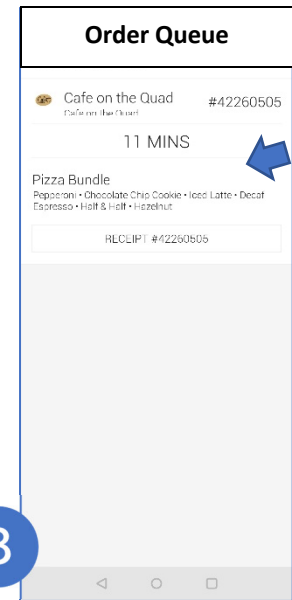 Order Queue
Cafe on the Quad
#42260505
Cafe on the Quad
11 MINS
Pizza Bundle
Pepperoni • Chocolate Chip Cookie • Iced Latte • Decaf
Espresso • Half & Half • Hazelnut
RECEIPT #42260505
3